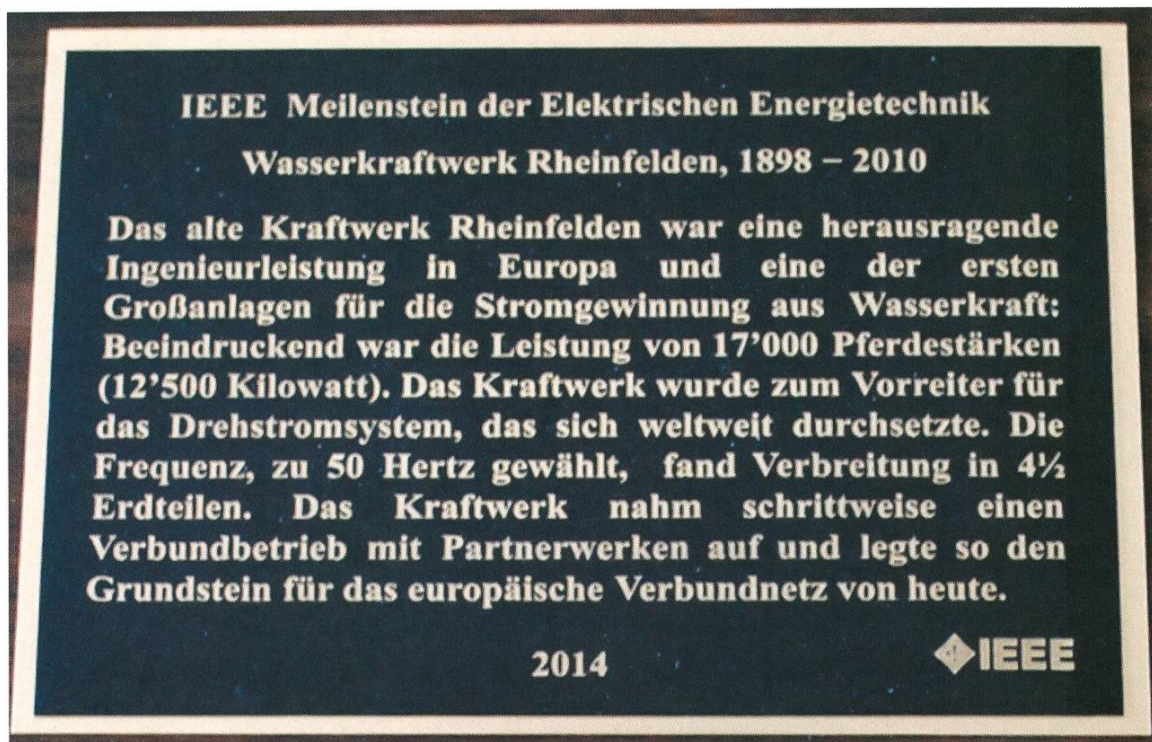 IEEE Meilenstein der Elektrischen Energietechnik
Wasserkraftwerk Rheinfelden, 1898 – 2010
Das alte Kraftwerk Rheinfelden war eine herausragende
Ingenieurleistung in Europa und eine der ersten
Großanlagen für die Stromgewinnung aus Wasserkraft:
Beeindruckend war die Leistung von 17’000 Pferdestärken
(12’500 Kilowatt). Das Kraftwerk wurde zum Vorreiter für
das Drehstromsystem, das sich weltweit durchsetzte. Die
Frequenz, zu 50 Hertz gewählt, fand Verbreitung in 4½
Erdteilen. Das Kraftwerk nahm schrittweise einen
Verbundbetrieb mit Partnerwerken auf und legte so den
Grundstein für das europäische Verbundnetz von heute.
2014
IEEE